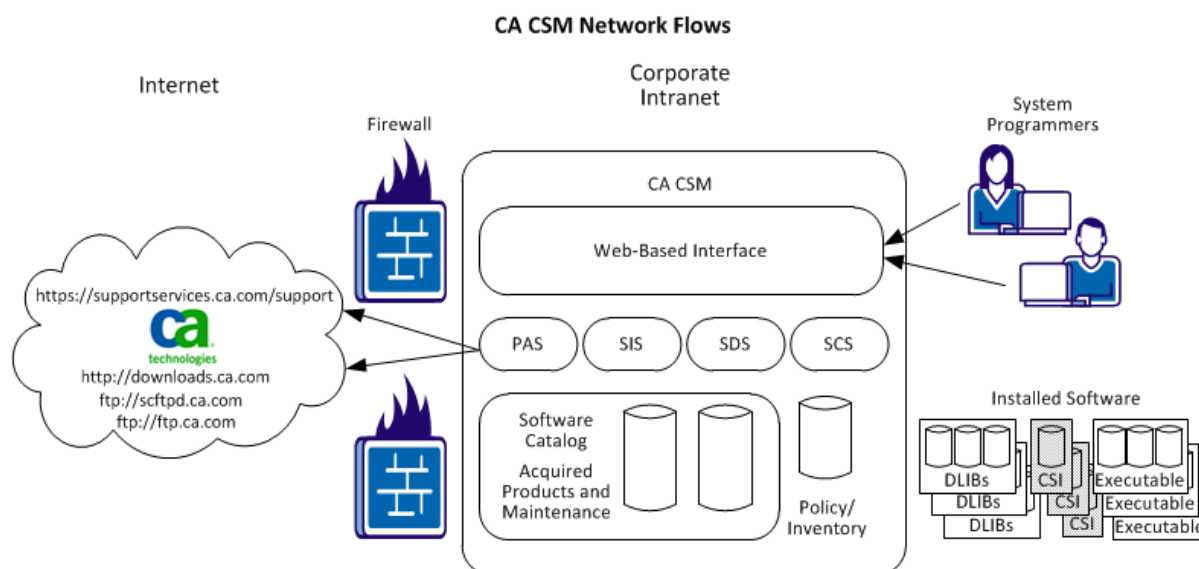 CA CSM Network Flows
Internet
Corporate
Intranet
Firewall
System
Programmers
CA CSM
Web-Based Interface
https://supportservices.ca.com/support
ca
technologies
http://downloads.ca.com
ftp://scftpd.ca.com
ftp://ftp.ca.com
PAS
SIS
SDS
SCS
Software
Catalog
Acquired
Products and
Maintenance
Policy/
Inventory
Installed Software
DLIBs
CSI
Executable
DLIBs
CSI
Executable
DLIBs
CSI
Executable